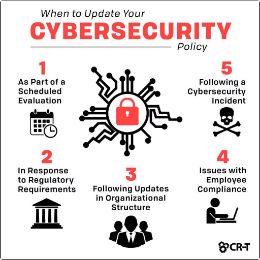 When to Update Your
CYBERSECURITY
Policy
1
As Part of a
Scheduled
Evaluation
2
In Response
to Regulatory
Requirements
3
Following Updates
in Organizational
Structure
4
Issues with
Employee
Compliance
5
Following a
Cybersecurity
Incident
CR-T